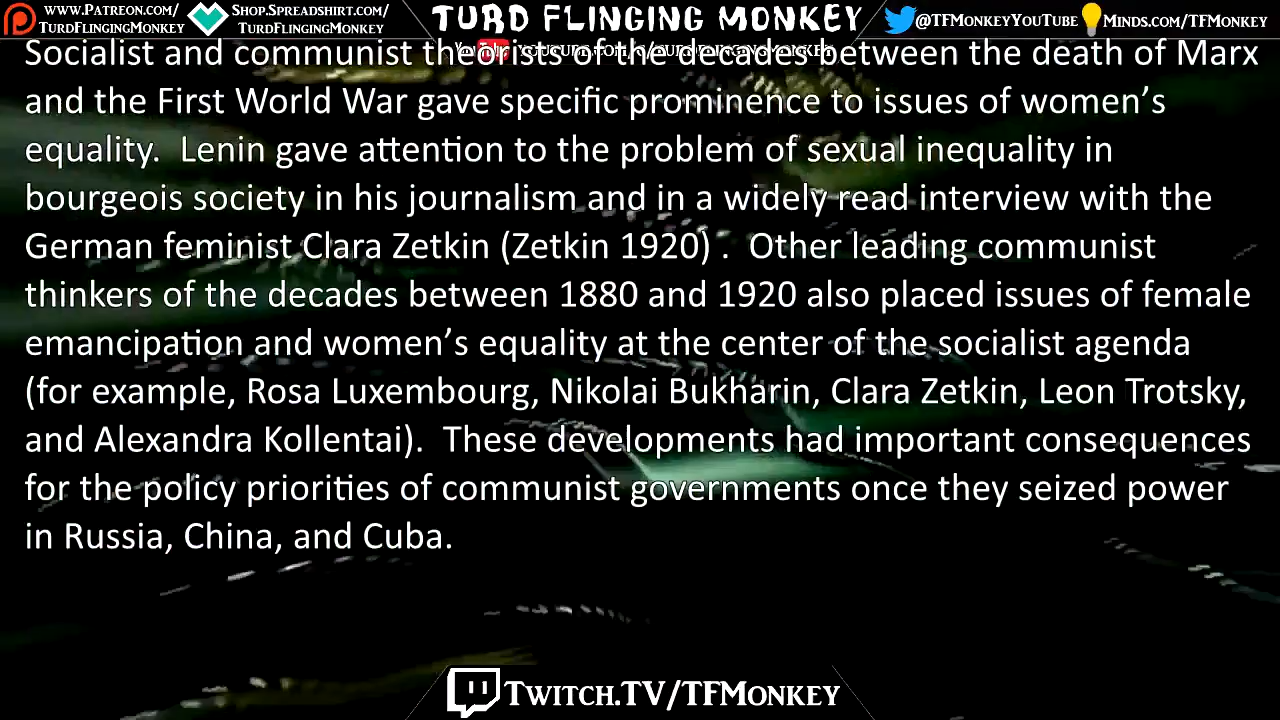 www.Patreon.com/
TurdFlingingMonkey
Shop.Spreadshirt.com/
TurdFlingingMonkey
TURD FLINGING MONKEY
@TFMonkeyYouTube
Minds.com/TFMonkey
Socialist and communist theorists of the decades between the death of Marx
and the First World War gave specific prominence to issues of women’s
equality.  Lenin gave attention to the problem of sexual inequality in
bourgeois society in his journalism and in a widely read interview with the
German feminist Clara Zetkin (Zetkin 1920) .  Other leading communist
thinkers of the decades between 1880 and 1920 also placed issues of female
emancipation and women’s equality at the center of the socialist agenda
(for example, Rosa Luxembourg, Nikolai Bukharin, Clara Zetkin, Leon Trotsky,
and Alexandra Kollentai).  These developments had important consequences
for the policy priorities of communist governments once they seized power
in Russia, China, and Cuba.
Twitch.TV/TFMonkey